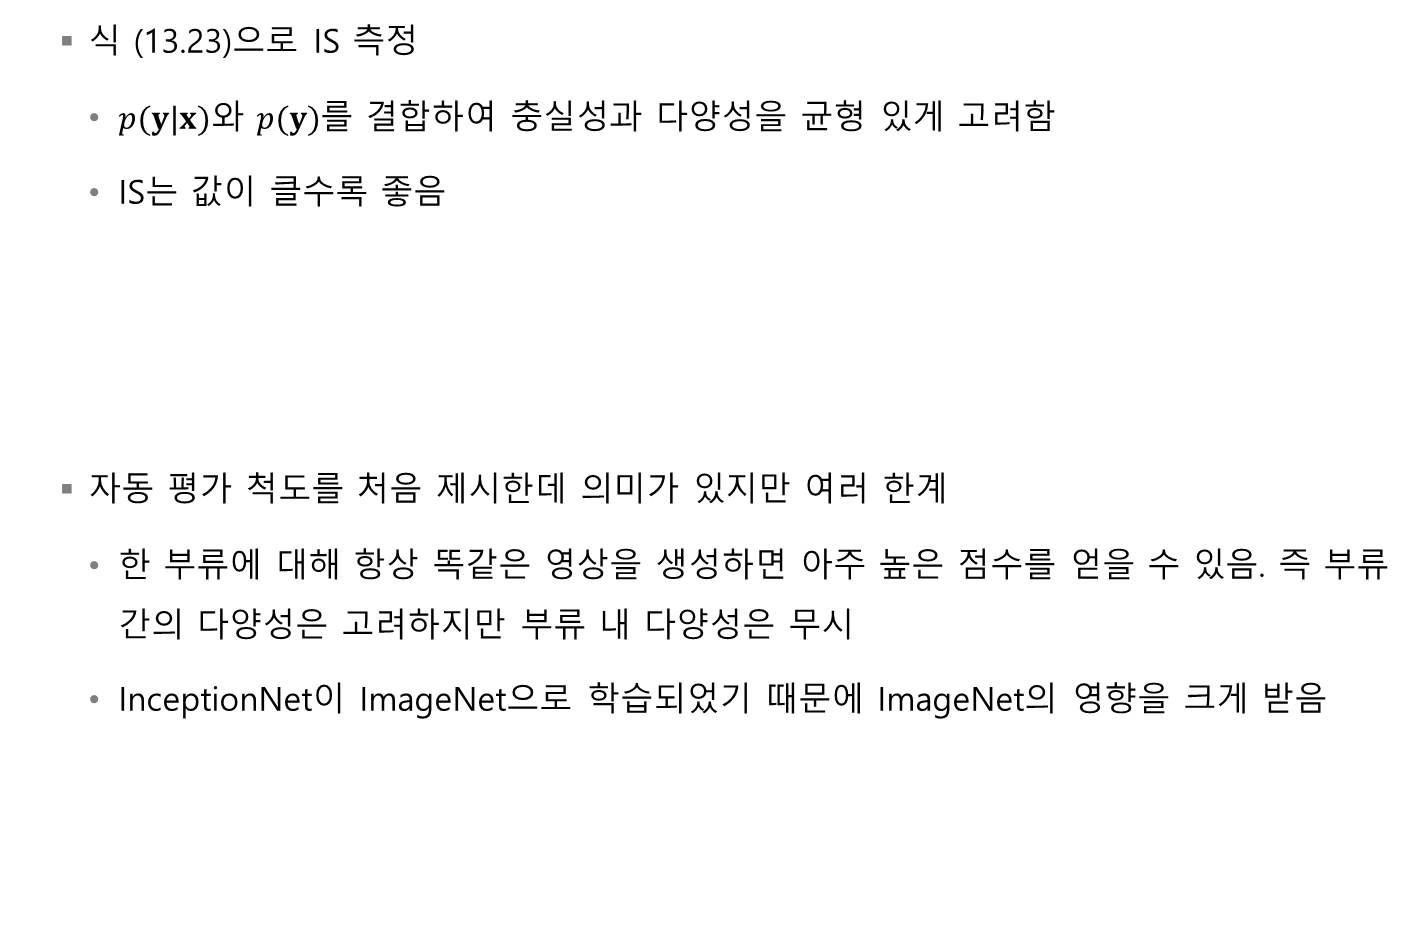 ▪ 식 (13.23)으로 IS 측정
• p(y|x)와 p(y)를 결합하여 충실성과 다양성을 균형 있게 고려함
• IS는 값이 클수록 좋음
▪ 자동 평가 척도를 처음 제시한데 의미가 있지만 여러 한계
• 한 부류에 대해 항상 똑같은 영상을 생성하면 아주 높은 점수를 얻을 수 있음. 즉 부류
간의 다양성은 고려하지만 부류 내 다양성은 무시
• InceptionNet이 ImageNet으로 학습되었기 때문에 ImageNet의 영향을 크게 받음